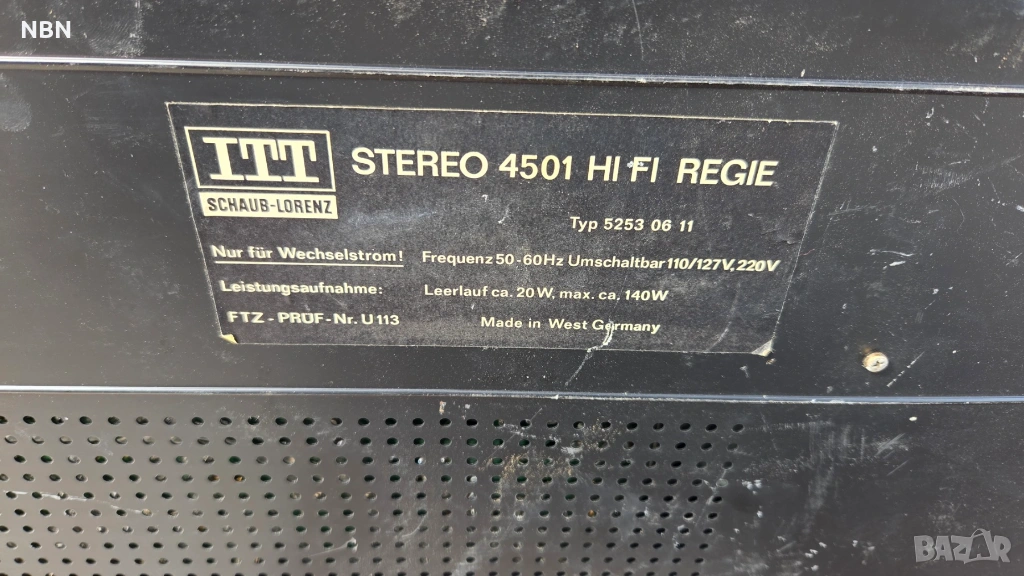 NBN
ITT
SCHAUB-LORENZ
STEREO 4501 HI FI REGIE
Typ 5253 06 11
Nur für Wechselstrom! Frequenz 50-60Hz Umschaltbar 110/127V, 220V
Leistungsaufnahme: Leerlauf ca. 20 W, max. ca. 140W
FTZ - PRÜF - Nr. U 113 Made in West Germany
BAZAR